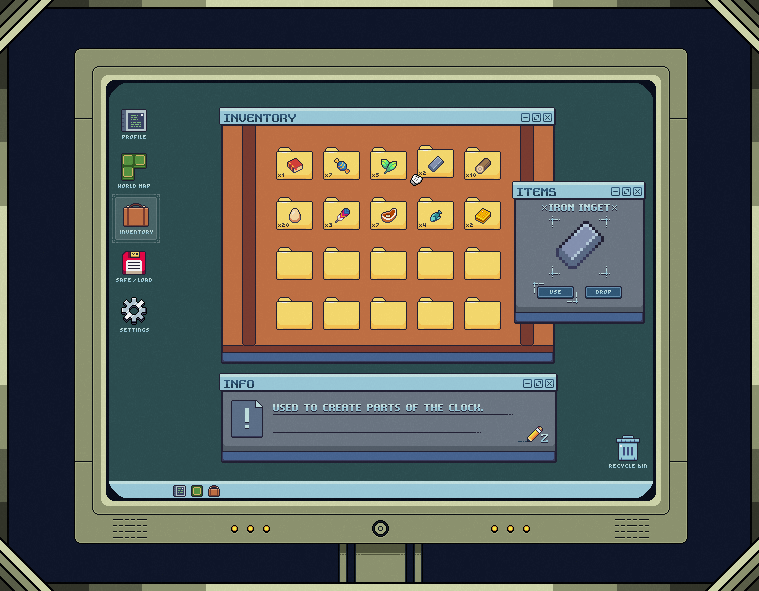 INVENTORY
PROFILE
WORLD MAP
INVENTORY
SAFE/LOAD
SETTINGS
x1 x7 x5 x2 x10
x20 x3 x7 x4 x2
ITEMS
×IRON INGET×
USE DROP
INFO
!
USED TO CREATE PARTS OF THE CLOCK.
Z
RECYCLE BIN